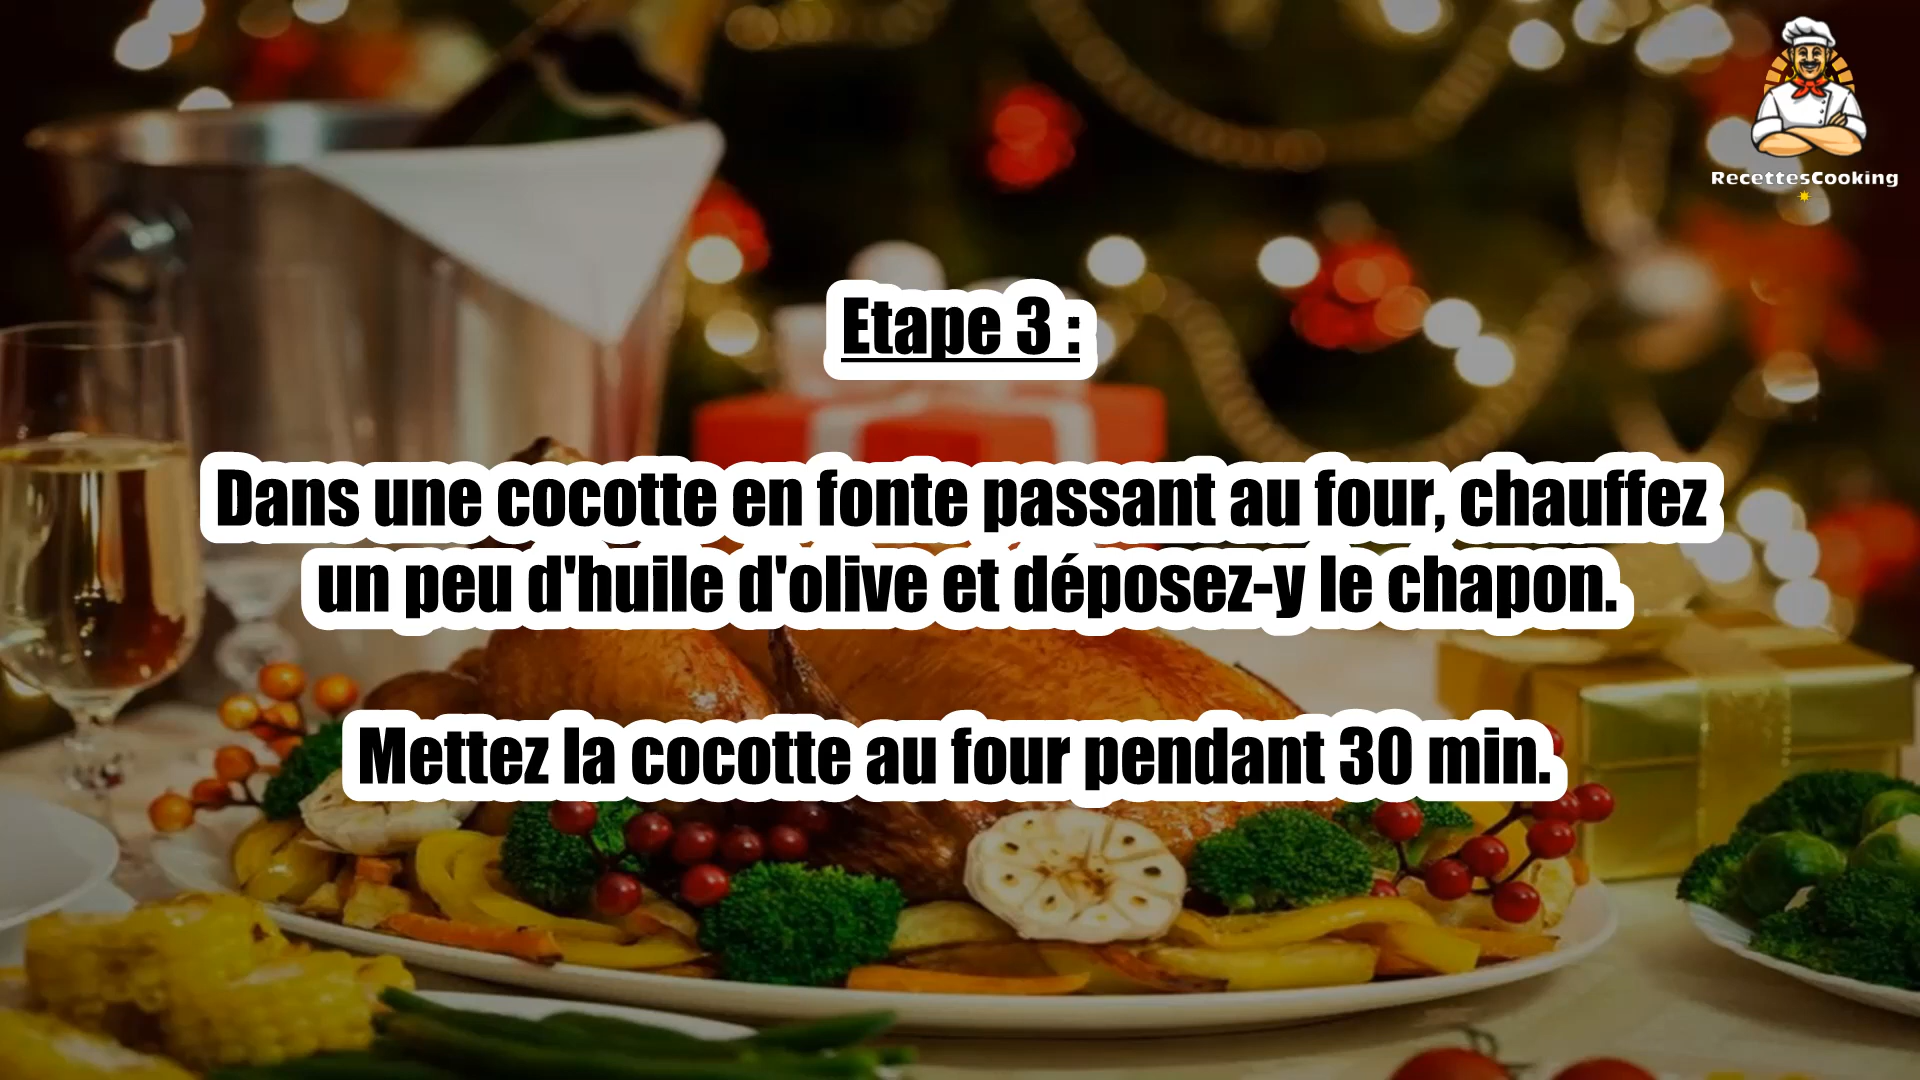 RecettesCooking
Etape 3 :
Dans une cocotte en fonte passant au four, chauffez
un peu d'huile d'olive et déposez-y le chapon.
Mettez la cocotte au four pendant 30 min.